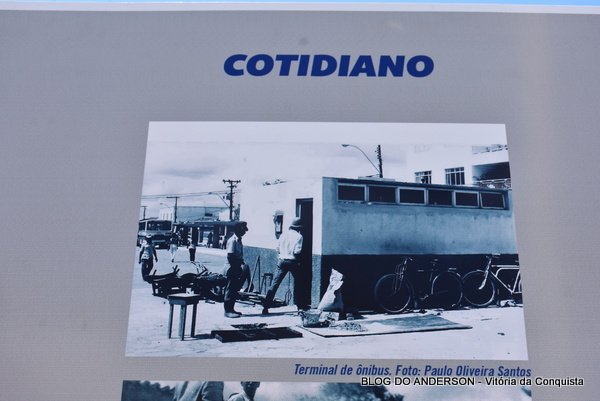 COTIDIANO
Terminal de ônibus. Foto: Paulo Oliveira Santos
BLOG DO ANDERSON - Vitória da Conquista